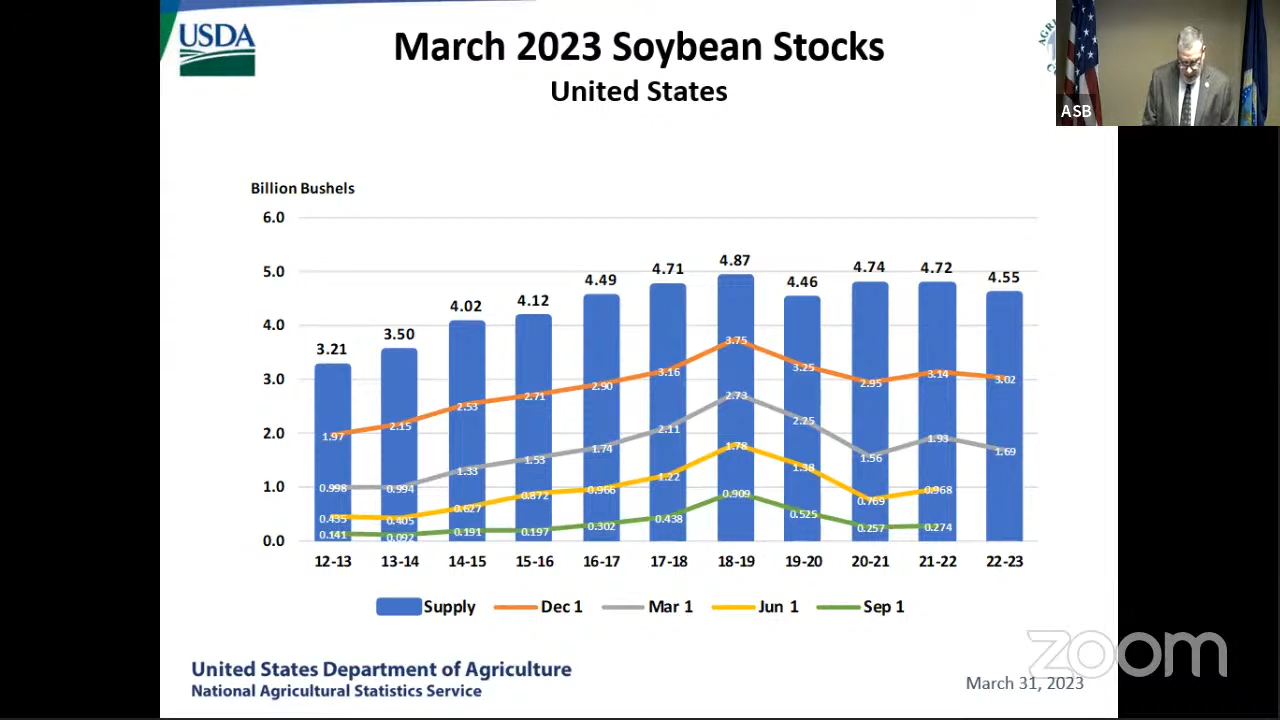 USDA
March 2023 Soybean Stocks
United States
ASB
Billion Bushels
6.0
5.0
4.0
3.0
2.0
1.0
0.0
3.21 3.50 4.02 4.12 4.49 4.71 4.87 4.46 4.74 4.72 4.55
1.97 2.15 2.53 2.71 2.90 3.16 3.75 3.25 2.95 3.14 3.02
0.998 0.994 1.33 1.53 1.74 2.11 2.73 2.25 1.56 1.93 1.69
0.435 0.405 0.627 0.872 0.966 1.22 1.78 1.38 0.769 0.968
0.141 0.092 0.191 0.197 0.302 0.438 0.909 0.525 0.257 0.274
12-13 13-14 14-15 15-16 16-17 17-18 18-19 19-20 20-21 21-22 22-23
Supply Dec 1 Mar 1 Jun 1 Sep 1
United States Department of Agriculture
National Agricultural Statistics Service
zoom
March 31, 2023